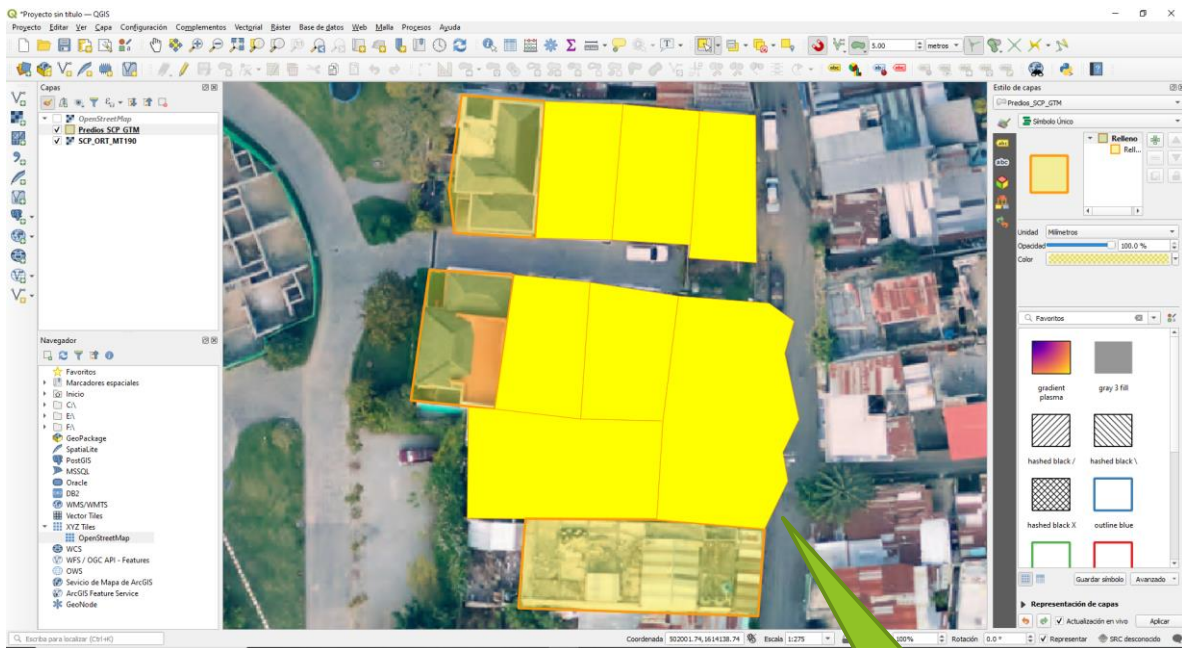 *Proyecto sin título — QGIS
Proyecto Editar Ver Capa Configuración Complementos Vectorial Ráster Base de datos Web Malla Procesos Ayuda
5.00 metros
Capas
OpenStreetMap
Predios SCP GTM
SCP_ORT_MT190
Navegador
Favoritos
Marcadores espaciales
Inicio
C:\
E:\
F:\
GeoPackage
SpatiaLite
PostGIS
MSSQL
Oracle
DB2
WMS/WMTS
Vector Tiles
XYZ Tiles
OpenStreetMap
WCS
WFS / OGC API - Features
OWS
Sevicio de Mapa de ArcGIS
ArcGIS Feature Service
GeoNode
Estilo de capas
Predios_SCP_GTM
Símbolo Único
Relleno
Rell...
Unidad Milímetros
Opacidad 100.0 %
Color
Favoritos
gradient plasma
gray 3 fill
hashed black /
hashed black \
hashed black X
outline blue
Guardar símbolo Avanzado
Representación de capas
Actualización en vivo Aplicar
Escriba para localizar (Ctrl+K) Coordenada 502001.74,1614138.74 Escala 1:275 100% Rotación 0.0 ° Representar SRC desconocido